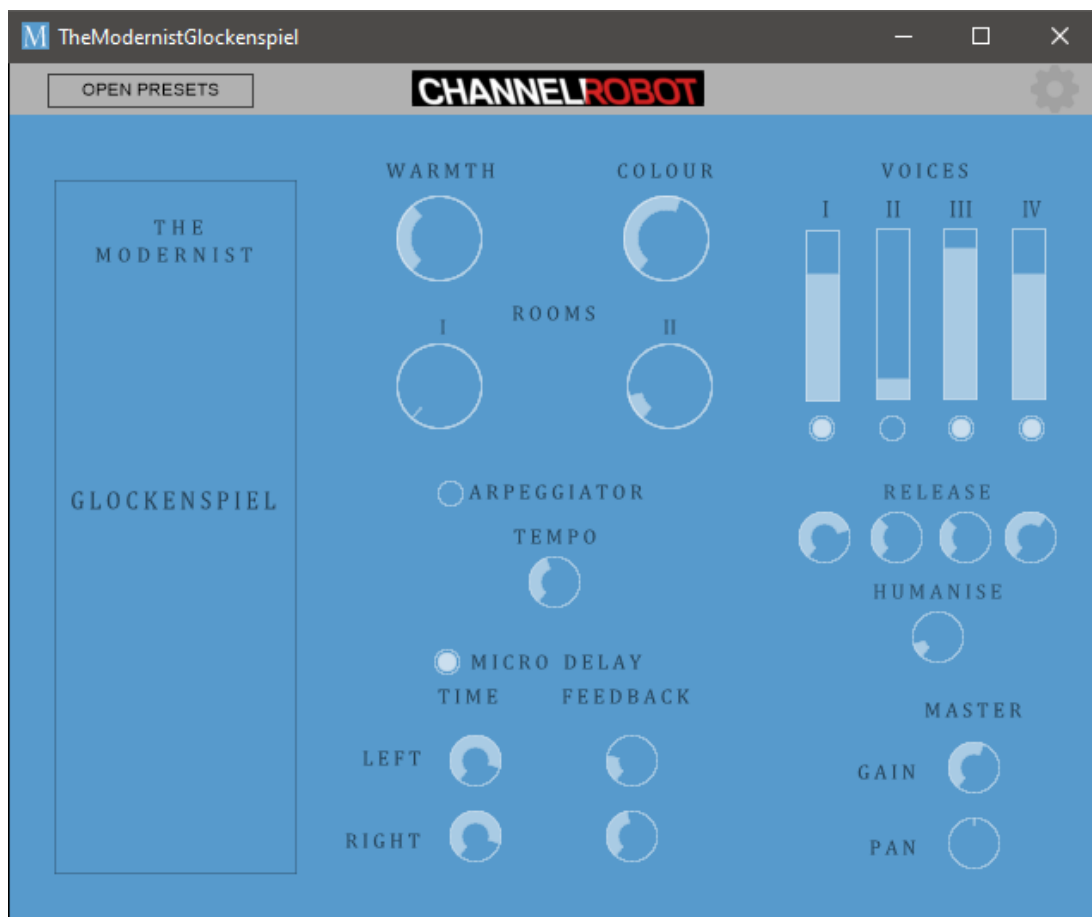 M TheModernistGlockenspiel
OPEN PRESETS
CHANNELROBOT
THE
MODERNIST
GLOCKENSPIEL
WARMTH COLOUR
ROOMS
I II
ARPEGGIATOR
TEMPO
MICRO DELAY
TIME FEEDBACK
LEFT
RIGHT
VOICES
I II III IV
RELEASE
HUMANISE
MASTER
GAIN
PAN